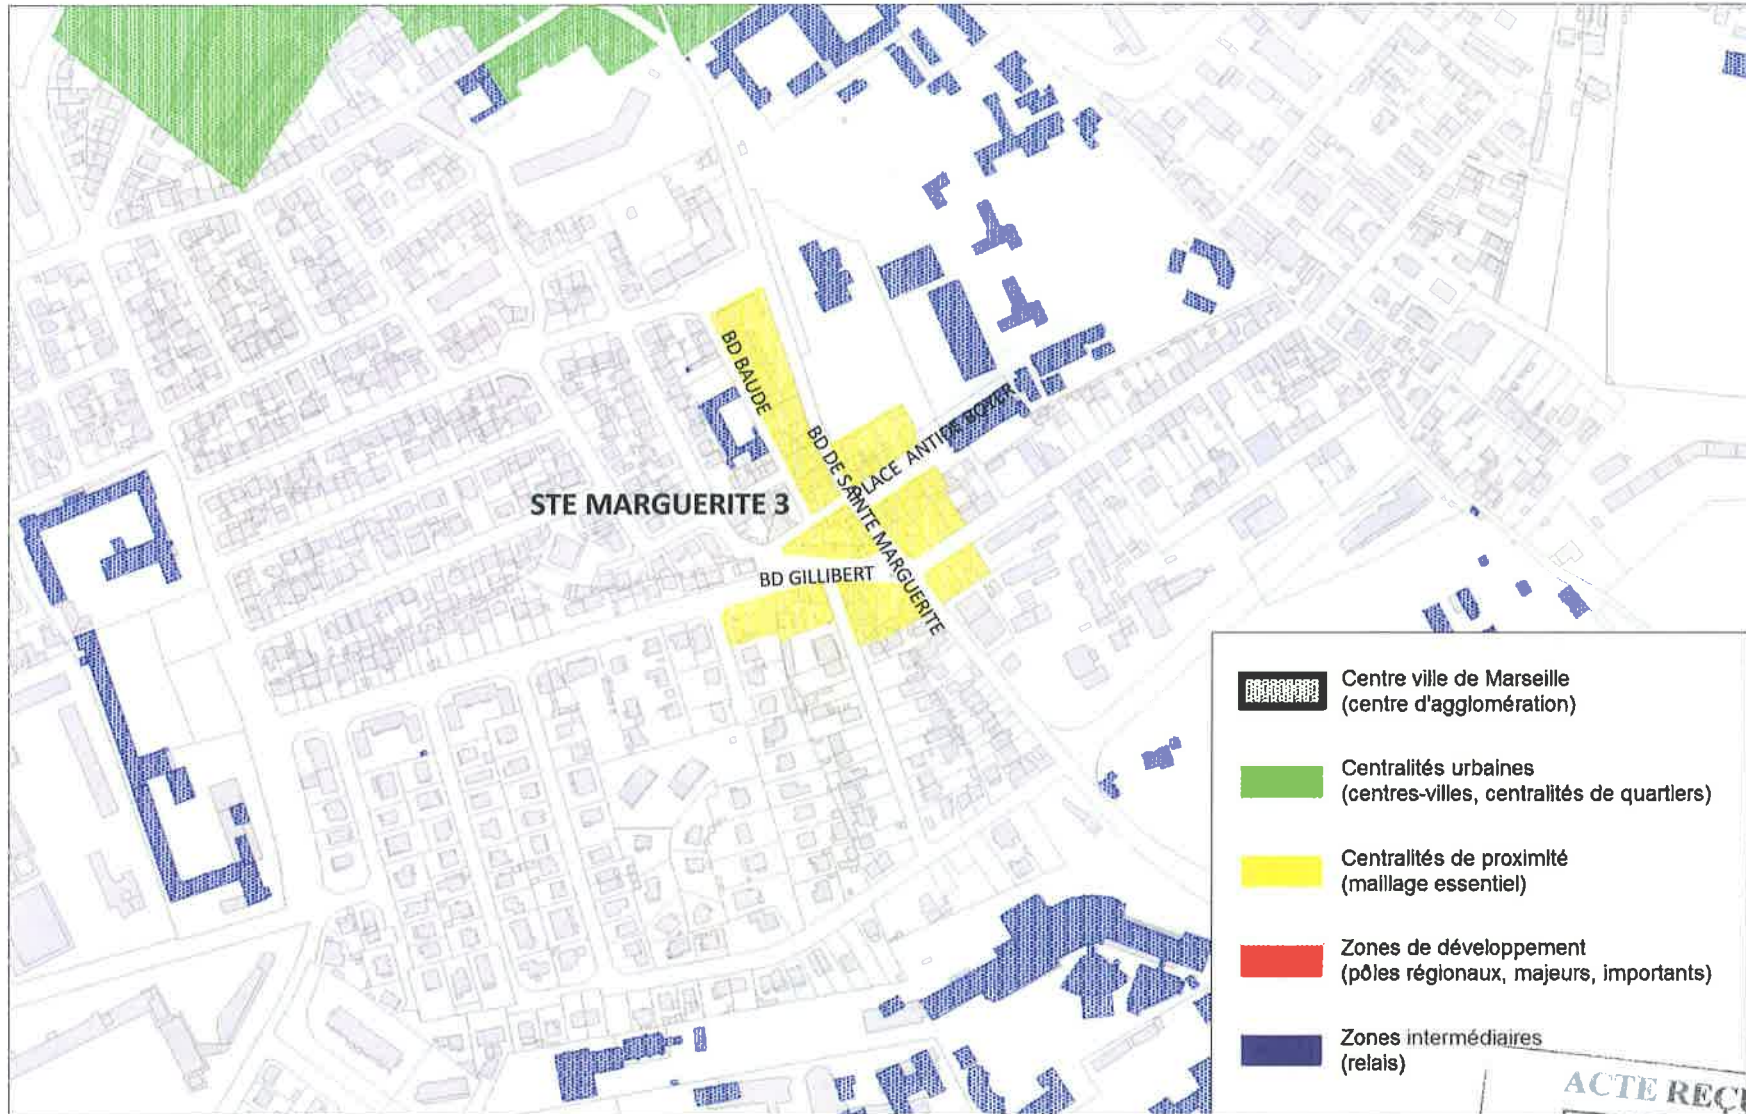 BD BAUDE
BD DE SAINTE MARGUERITE
PLACE ANTIDE BOYER
STE MARGUERITE 3
BD GILLIBERT
Centre ville de Marseille
(centre d'agglomération)
Centralités urbaines
(centres-villes, centralités de quartiers)
Centralités de proximité
(maillage essentiel)
Zones de développement
(pôles régionaux, majeurs, importants)
Zones intermédiaires
(relais)
ACTE REÇU